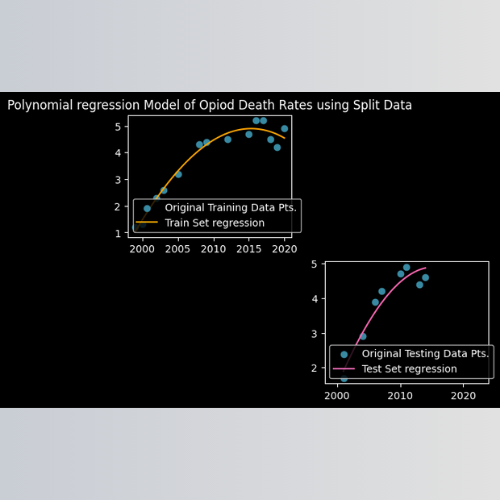 Polynomial regression Model of Opiod Death Rates using Split Data
5
4
3
2
1
Original Training Data Pts.
Train Set regression
2000 2005 2010 2015 2020
5
4
3
2
Original Testing Data Pts.
Test Set regression
2000 2010 2020